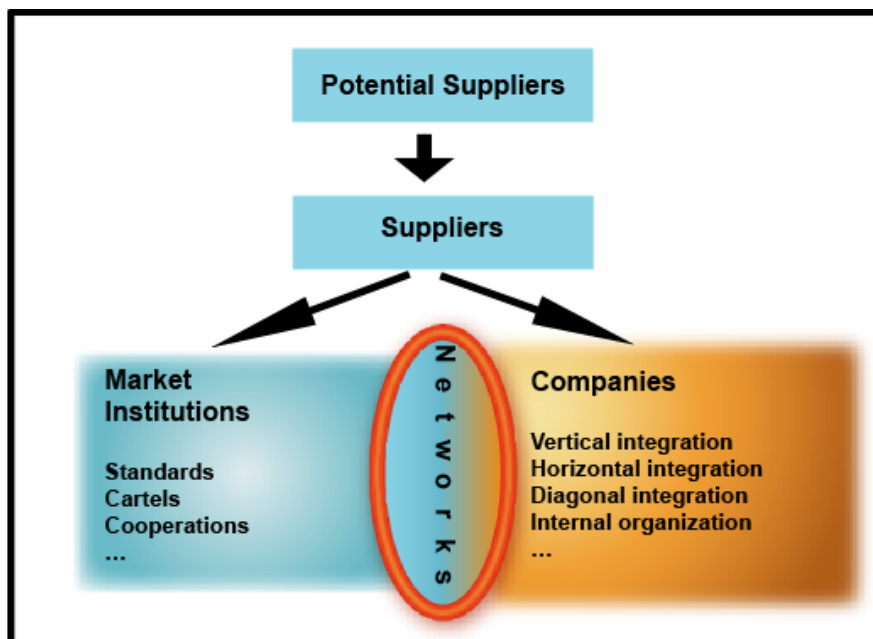 Potential Suppliers
Suppliers
Market
Institutions
Standards
Cartels
Cooperations
...
Networks
Companies
Vertical integration
Horizontal integration
Diagonal integration
Internal organization
...